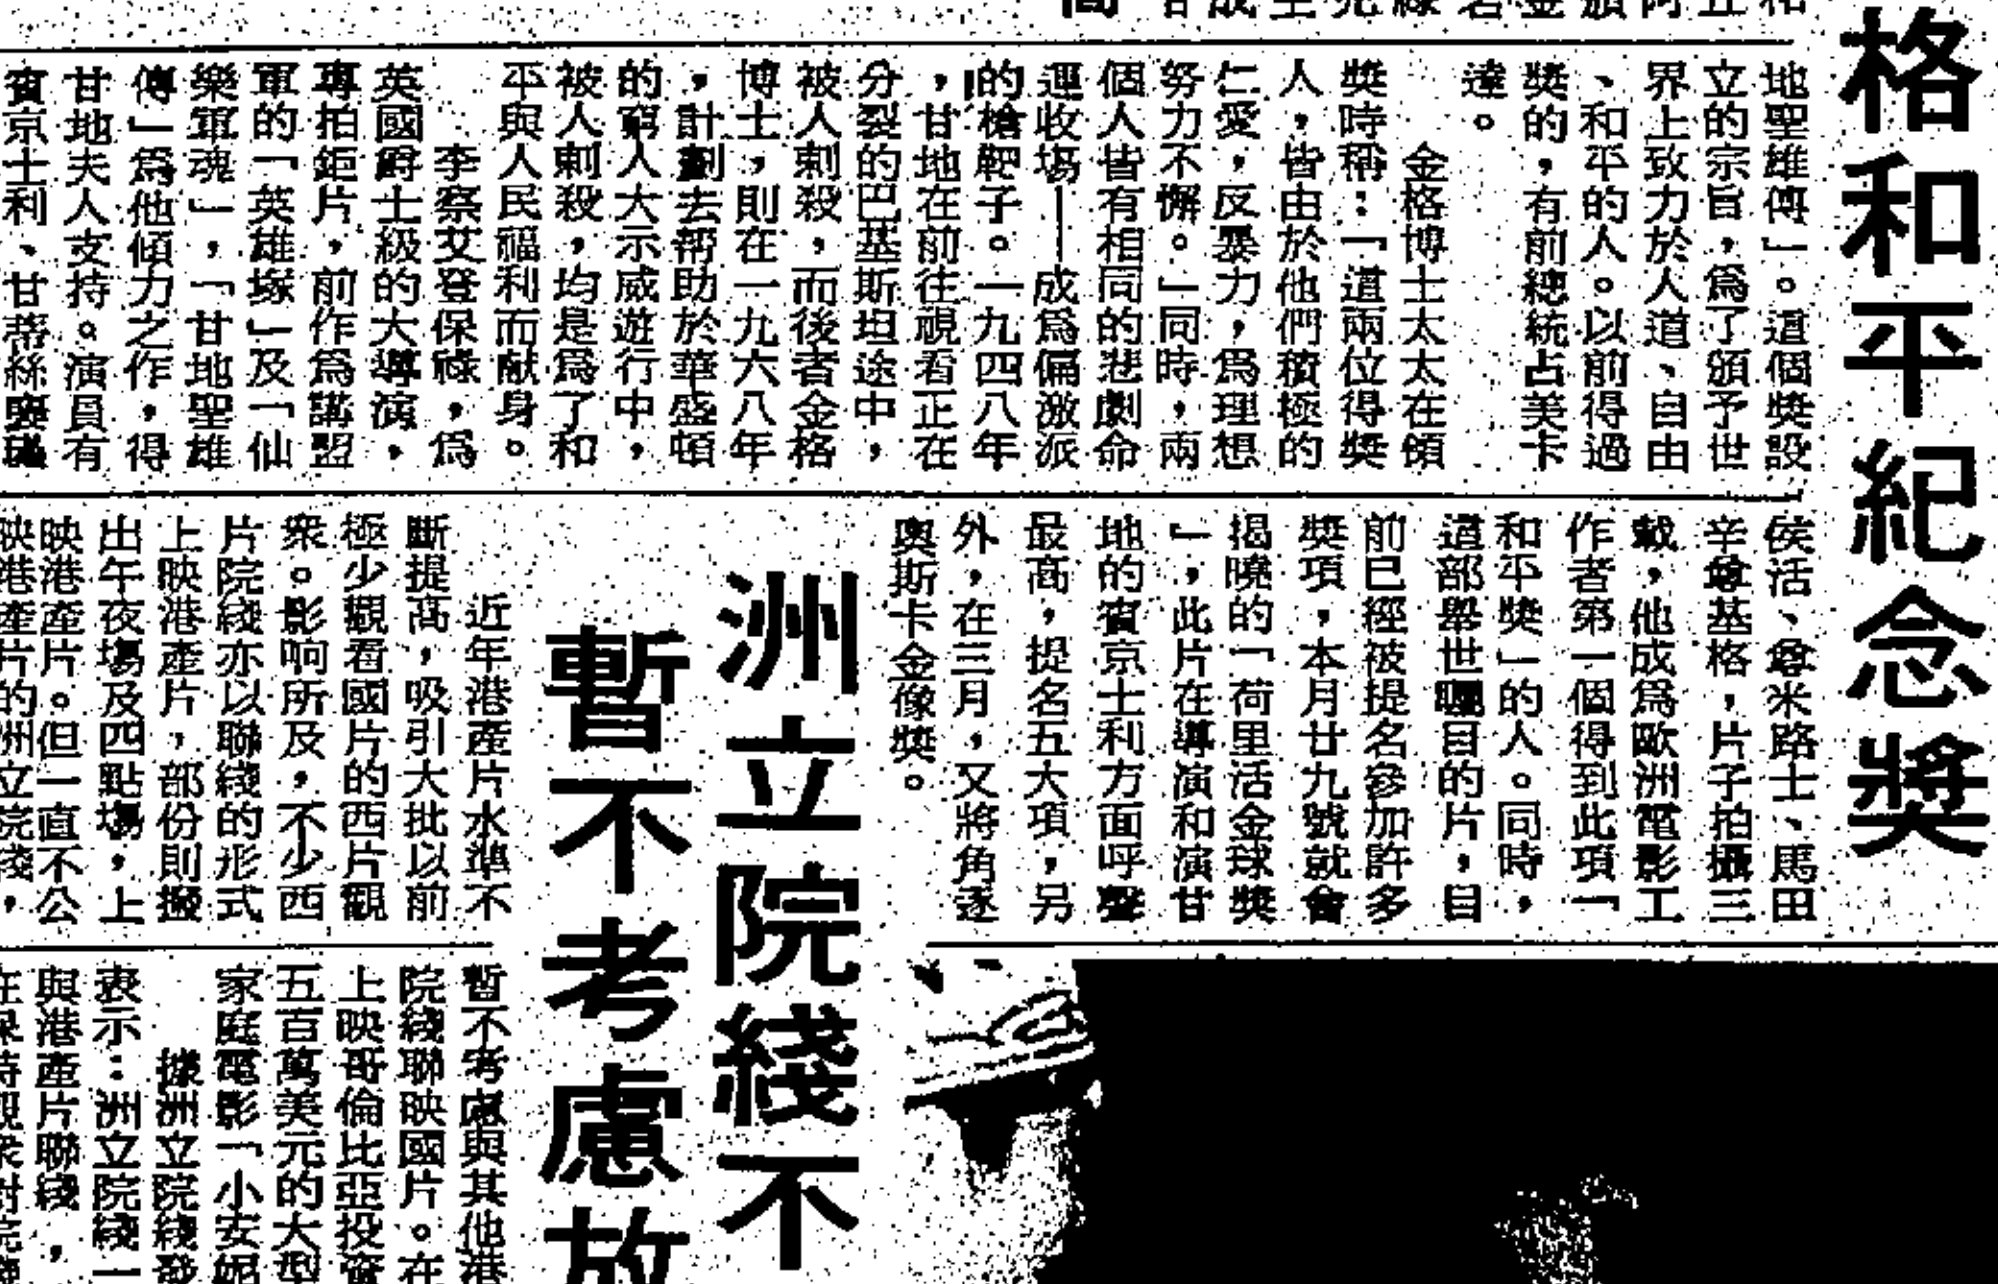 格和平紀念獎
地聖雄傳」。這個獎設
立的宗旨，為了頒予世
界上致力於人道、自由
、和平的人。以前得過
獎的，有前總統占美卡
達。
金格博士太太在頒
獎時稱：「這兩位得獎
人，皆由於他們積極的
仁愛，反暴力，為理想
努力不懈。」同時，兩
個人皆有相同的悲劇命
運收場——成為偏激派
的槍靶子。一九四八年
，甘地在前往視看正在
分裂的巴基斯坦途中，
被人刺殺，而後者金格
博士，則在一九六八年
，計劃去幫助於華盛頓
的窮人大示威遊行中，
被人刺殺，均是為了和
平與人民福利而献身。
李察艾登保祿，為
英國爵士級的大導演，
專拍鉅片，前作為講盟
軍的「英雄塚」及「仙
樂軍魂」，「甘地聖雄
傳」為他傾力之作，得
甘地夫人支持。演員有
賓京士利、甘蒂絲
侯活、尊米路士、馬田
辛尊基格，片子拍攝三
載，他成為歐洲電影工
作者第一個得到此項「
和平獎」的人。同時，
這部舉世矚目的片，目
前已經被提名參加許多
獎項，本月廿九號就會
揭曉的「荷里活金球獎
」，此片在導演和演甘
地的賓京士利方面呼聲
最高，提名五大項，另
外，在三月，又將角逐
奧斯卡金像獎。
洲立院綫不
暫不考慮放
近年港產片水準不
斷提高，吸引大批以前
極少觀看國片的西片觀
衆。影响所及，不少西
片院綫亦以聯綫的形式
上映港產片，部份則撥
出午夜場及四點場，上
映港產片。但一直不公
映港產片的洲立院綫，
暫不考慮與其他港
院綫聯映國片。在
上映哥倫比亞投資
五百萬美元的大型
家庭電影「小安妮
據洲立院綫發
表示：洲立院綫一
與港產片聯綫，